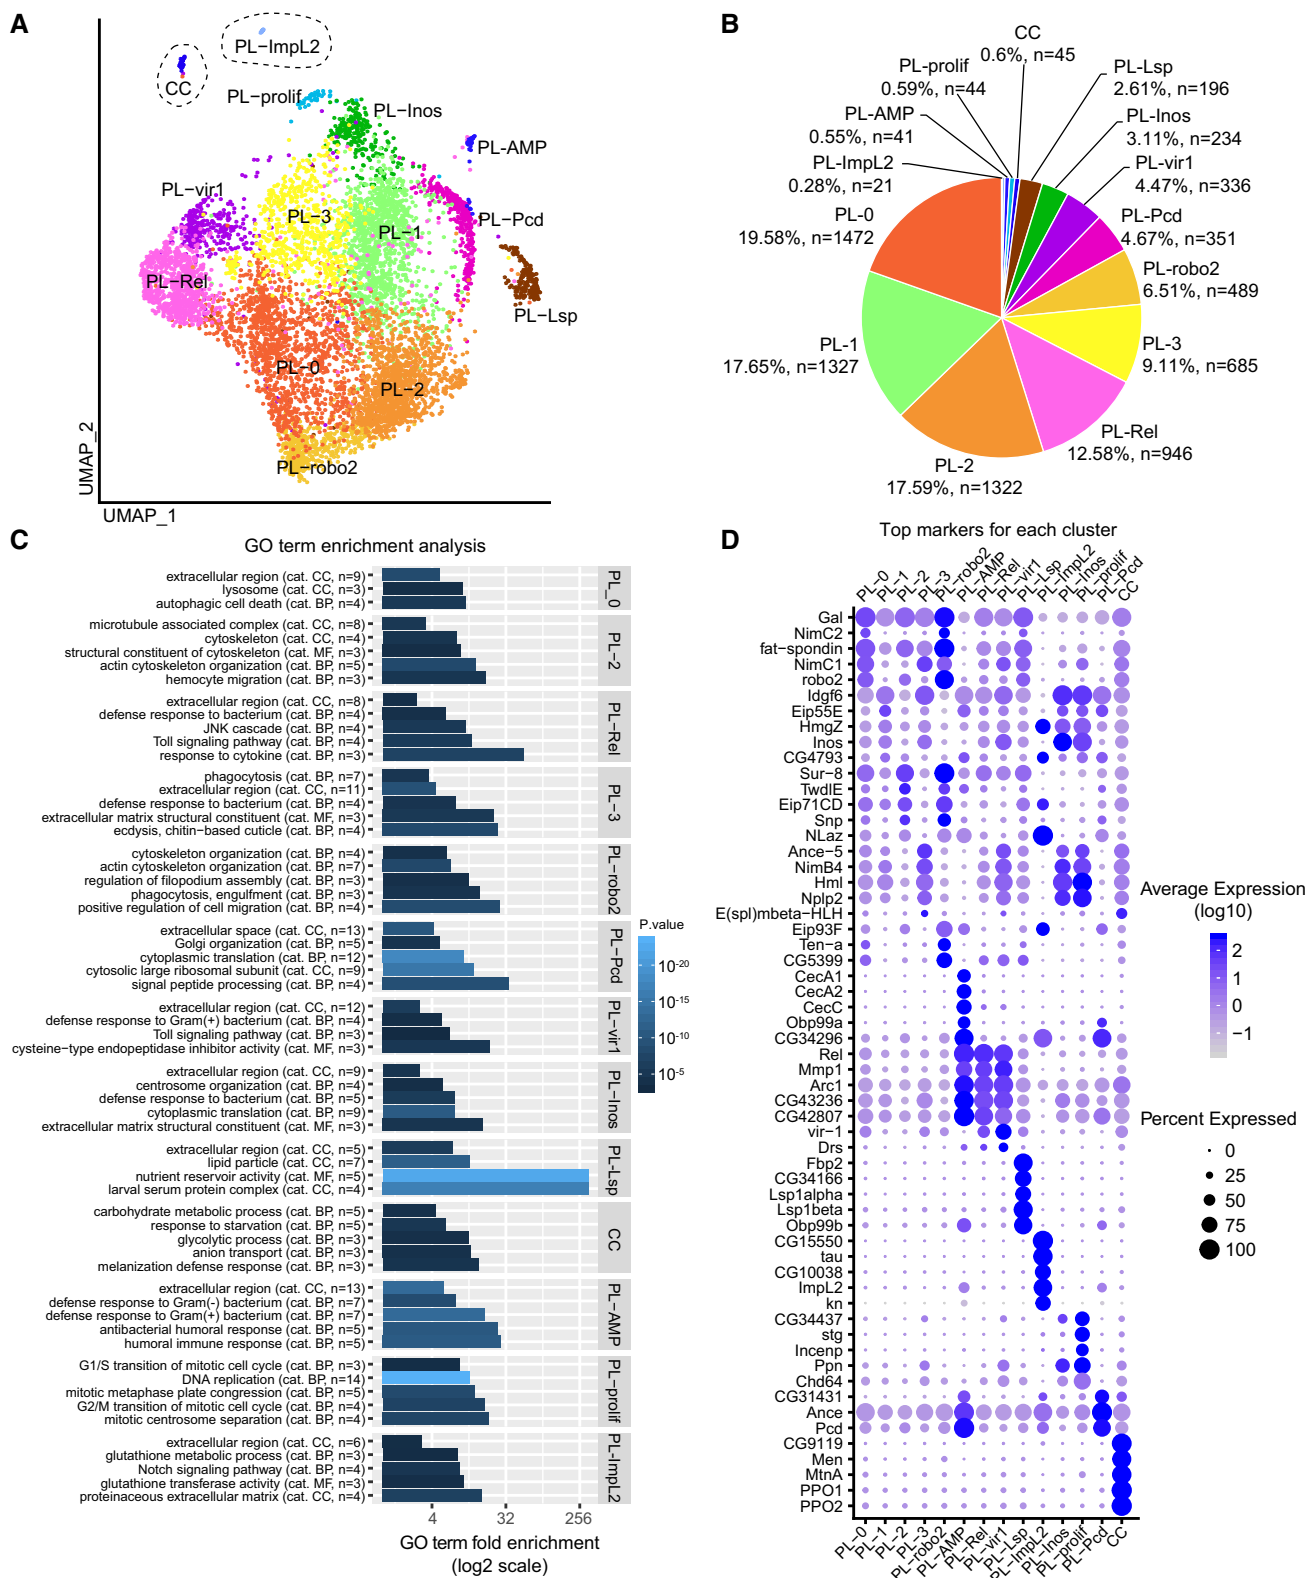 A
PL−ImpL2
CC
PL−prolif
PL−Inos
PL-AMP
PL−vir1
PL−3
PL−1
PL−Pcd
PL−Rel
PL−Lsp
PL−0
PL−2
PL−robo2
UMAP_2
UMAP_1
B
CC
0.6%, n=45
PL-prolif
0.59%, n=44
PL-Lsp
2.61%, n=196
PL-AMP
0.55%, n=41
PL-Inos
3.11%, n=234
PL-ImpL2
0.28%, n=21
PL-vir1
4.47%, n=336
PL-0
19.58%, n=1472
PL-Pcd
4.67%, n=351
PL-robo2
6.51%, n=489
PL-1
17.65%, n=1327
PL-3
9.11%, n=685
PL-Rel
12.58%, n=946
PL-2
17.59%, n=1322
C
GO term enrichment analysis
extracellular region (cat. CC, n=9)
lysosome (cat. CC, n=3)
autophagic cell death (cat. BP, n=4)
PL_0
microtubule associated complex (cat. CC, n=8)
cytoskeleton (cat. CC, n=4)
structural constituent of cytoskeleton (cat. MF, n=3)
actin cytoskeleton organization (cat. BP, n=5)
hemocyte migration (cat. BP, n=3)
PL−2
extracellular region (cat. CC, n=8)
defense response to bacterium (cat. BP, n=4)
JNK cascade (cat. BP, n=4)
Toll signaling pathway (cat. BP, n=4)
response to cytokine (cat. BP, n=3)
PL−Rel
phagocytosis (cat. BP, n=7)
extracellular region (cat. CC, n=11)
defense response to bacterium (cat. BP, n=4)
extracellular matrix structural constituent (cat. MF, n=3)
ecdysis, chitin−based cuticle (cat. BP, n=4)
PL−3
cytoskeleton organization (cat. BP, n=4)
actin cytoskeleton organization (cat. BP, n=7)
regulation of filopodium assembly (cat. BP, n=3)
phagocytosis, engulfment (cat. BP, n=3)
positive regulation of cell migration (cat. BP, n=4)
PL−robo2
extracellular space (cat. CC, n=13)
Golgi organization (cat. BP, n=5)
cytoplasmic translation (cat. BP, n=12)
cytosolic large ribosomal subunit (cat. CC, n=9)
signal peptide processing (cat. BP, n=4)
PL−Pcd
extracellular region (cat. CC, n=12)
defense response to Gram(+) bacterium (cat. BP, n=4)
Toll signaling pathway (cat. BP, n=3)
cysteine−type endopeptidase inhibitor activity (cat. MF, n=3)
PL−vir1
extracellular region (cat. CC, n=9)
centrosome organization (cat. BP, n=4)
defense response to bacterium (cat. BP, n=5)
cytoplasmic translation (cat. BP, n=9)
extracellular matrix structural constituent (cat. MF, n=3)
PL−Inos
extracellular region (cat. CC, n=5)
lipid particle (cat. CC, n=7)
nutrient reservoir activity (cat. MF, n=5)
larval serum protein complex (cat. CC, n=4)
PL-Lsp
carbohydrate metabolic process (cat. BP, n=5)
response to starvation (cat. BP, n=5)
glycolytic process (cat. BP, n=3)
anion transport (cat. BP, n=3)
melanization defense response (cat. BP, n=3)
CC
extracellular region (cat. CC, n=13)
defense response to Gram(-) bacterium (cat. BP, n=7)
defense response to Gram(+) bacterium (cat. BP, n=7)
antibacterial humoral response (cat. BP, n=5)
humoral immune response (cat. BP, n=5)
PL−AMP
G1/S transition of mitotic cell cycle (cat. BP, n=3)
DNA replication (cat. BP, n=14)
mitotic metaphase plate congression (cat. BP, n=5)
G2/M transition of mitotic cell cycle (cat. BP, n=4)
mitotic centrosome separation (cat. BP, n=4)
PL−prolif
extracellular region (cat. CC, n=6)
glutathione metabolic process (cat. BP, n=3)
Notch signaling pathway (cat. BP, n=4)
glutathione transferase activity (cat. MF, n=3)
proteinaceous extracellular matrix (cat. CC, n=4)
PL-ImpL2
4 32 256
GO term fold enrichment
(log2 scale)
P.value
10-20
10-15
10-10
10-5
D
Top markers for each cluster
PL−0
PL−1
PL−2
PL−3
PL−robo2
PL−AMP
PL−Rel
PL−vir1
PL−Lsp
PL−ImpL2
PL−Inos
PL−prolif
PL−Pcd
CC
Gal
NimC2
fat−spondin
NimC1
robo2
Idgf6
Eip55E
HmgZ
Inos
CG4793
Sur−8
TwdlE
Eip71CD
Snp
NLaz
Ance−5
NimB4
Hml
Nplp2
E(spl)mbeta−HLH
Eip93F
Ten−a
CG5399
CecA1
CecA2
CecC
Obp99a
CG34296
Rel
Mmp1
Arc1
CG43236
CG42807
vir−1
Drs
Fbp2
CG34166
Lsp1alpha
Lsp1beta
Obp99b
CG15550
tau
CG10038
ImpL2
kn
CG34437
stg
Incenp
Ppn
Chd64
CG31431
Ance
Pcd
CG9119
Men
MtnA
PPO1
PPO2
PL−0
PL−1
PL−2
PL−3
PL−robo2
PL−AMP
PL−Rel
PL−vir1
PL−Lsp
PL−ImpL2
PL−Inos
PL−prolif
PL−Pcd
CC
Average Expression
(log10)
2
1
0
−1
Percent Expressed
0
25
50
75
100